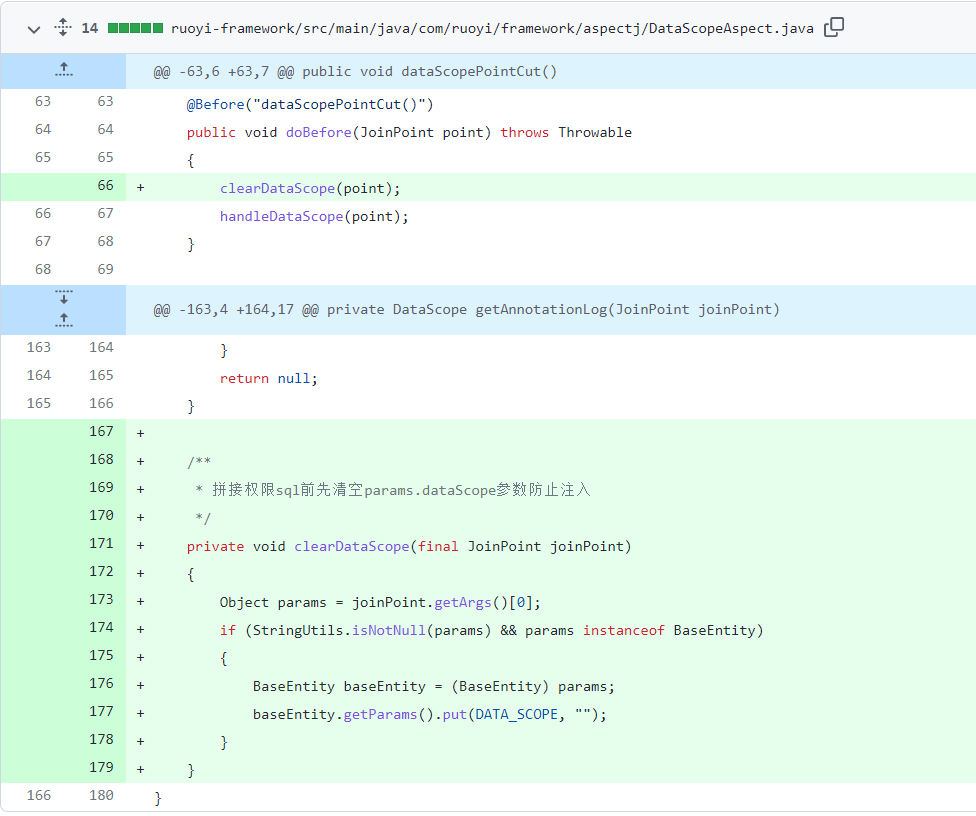 14 ruoyi-framework/src/main/java/com/ruoyi/framework/aspectj/DataScopeAspect.java
@@ -63,6 +63,7 @@ public void dataScopePointCut()
63 63 @Before("dataScopePointCut()")
64 64 public void doBefore(JoinPoint point) throws Throwable
65 65 {
66 + clearDataScope(point);
66 67 handleDataScope(point);
67 68 }
68 69
@@ -163,4 +164,17 @@ private DataScope getAnnotationLog(JoinPoint joinPoint)
163 164 }
164 165 return null;
165 166 }
167 +
168 + /**
169 + * 拼接权限sql前先清空params.dataScope参数防止注入
170 + */
171 + private void clearDataScope(final JoinPoint joinPoint)
172 + {
173 + Object params = joinPoint.getArgs()[0];
174 + if (StringUtils.isNotNull(params) && params instanceof BaseEntity)
175 + {
176 + BaseEntity baseEntity = (BaseEntity) params;
177 + baseEntity.getParams().put(DATA_SCOPE, "");
178 + }
179 + }
166 180 }